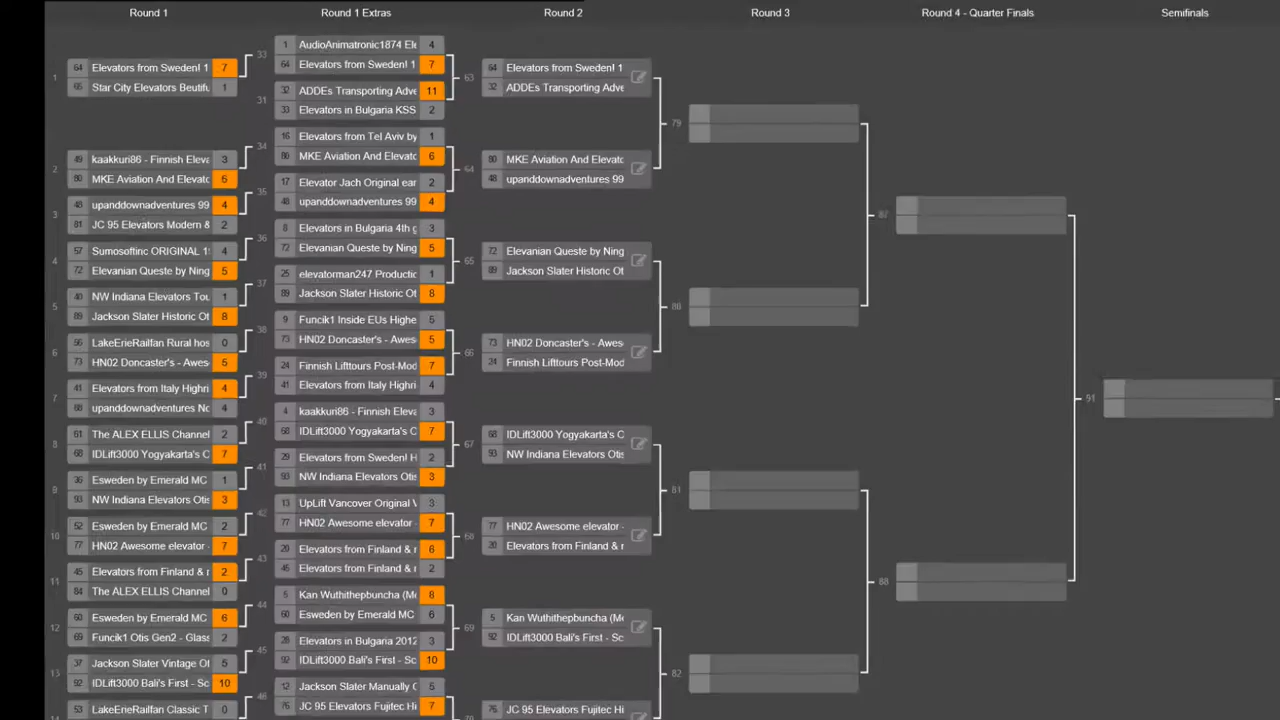 Round 1
Round 1 Extras
Round 2
Round 3
Round 4 - Quarter Finals
Semifinals
1
64 Elevators from Sweden! 1 7
65 Star City Elevators Beutifu 1
2
49 kaakkuri86 - Finnish Eleva 3
80 MKE Aviation And Elevato 6
3
48 upanddownadventures 99 4
81 JC 95 Elevators Modern & 2
4
57 Sumosoftinc ORIGINAL 1 4
72 Elevanian Queste by Ning 5
5
40 NW Indiana Elevators Tou 1
89 Jackson Slater Historic Ot 8
6
56 LakeErieRailfan Rural hos 0
73 HN02 Doncaster's - Awes 5
7
41 Elevators from Italy Highri 4
88 upanddownadventures No 4
8
61 The ALEX ELLIS Channel 2
68 IDLift3000 Yogyakarta's C 7
9
36 Esweden by Emerald MC 1
93 NW Indiana Elevators Otis 3
10
52 Esweden by Emerald MC 2
77 HN02 Awesome elevator - 7
11
45 Elevators from Finland & r 2
84 The ALEX ELLIS Channel 0
12
60 Esweden by Emerald MC 6
69 Funcik1 Otis Gen2 - Glass 2
13
37 Jackson Slater Vintage Ot 5
92 IDLift3000 Bali's First - Sc 10
14
53 LakeErieRailfan Classic T 0
33
1 AudioAnimatronic1874 Ele 4
64 Elevators from Sweden! 1 7
31
32 ADDEs Transporting Adve 11
33 Elevators in Bulgaria KSS 2
34
16 Elevators from Tel Aviv by 1
80 MKE Aviation And Elevato 6
35
17 Elevator Jach Original ear 2
48 upanddownadventures 99 4
36
8 Elevators in Bulgaria 4th g 3
72 Elevanian Queste by Ning 5
37
25 elevatorman247 Productio 1
89 Jackson Slater Historic Ot 8
38
9 Funcik1 Inside EUs Highe 5
73 HN02 Doncaster's - Awes 5
39
24 Finnish Lifttours Post-Mod 7
41 Elevators from Italy Highri 4
40
4 kaakkuri86 - Finnish Eleva 3
68 IDLift3000 Yogyakarta's C 7
41
29 Elevators from Sweden! H 2
93 NW Indiana Elevators Otis 3
42
13 UpLift Vancover Original V 3
77 HN02 Awesome elevator - 7
43
20 Elevators from Finland & r 6
45 Elevators from Finland & r 2
44
5 Kan Wuthithepbuncha (Me 8
60 Esweden by Emerald MC 6
45
28 Elevators in Bulgaria 2012 3
92 IDLift3000 Bali's First - Sc 10
46
12 Jackson Slater Manually C 5
76 JC 95 Elevators Fujitec Hi 7
63
64 Elevators from Sweden! 1
32 ADDEs Transporting Adve
64
80 MKE Aviation And Elevato
48 upanddownadventures 99
65
72 Elevanian Queste by Ning
89 Jackson Slater Historic Ot
66
73 HN02 Doncaster's - Awes
24 Finnish Lifttours Post-Mod
67
68 IDLift3000 Yogyakarta's C
93 NW Indiana Elevators Otis
68
77 HN02 Awesome elevator -
20 Elevators from Finland & r
69
5 Kan Wuthithepbuncha (Me
92 IDLift3000 Bali's First - Sc
76 JC 95 Elevators Fujitec Hi
79
80
81
82
87
88
91